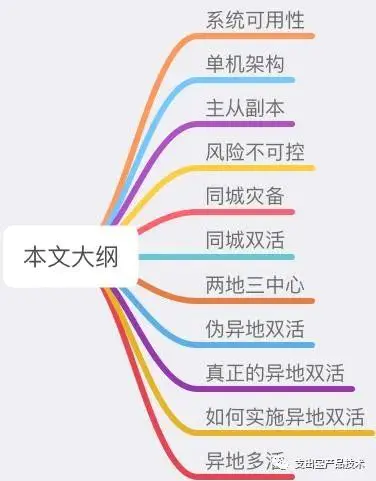 系统可用性
单机架构
主从副本
风险不可控
同城灾备
同城双活
本文大纲
两地三中心
伪异地双活
真正的异地双活
如何实施异地双活
异地多活
支出宝产品技术